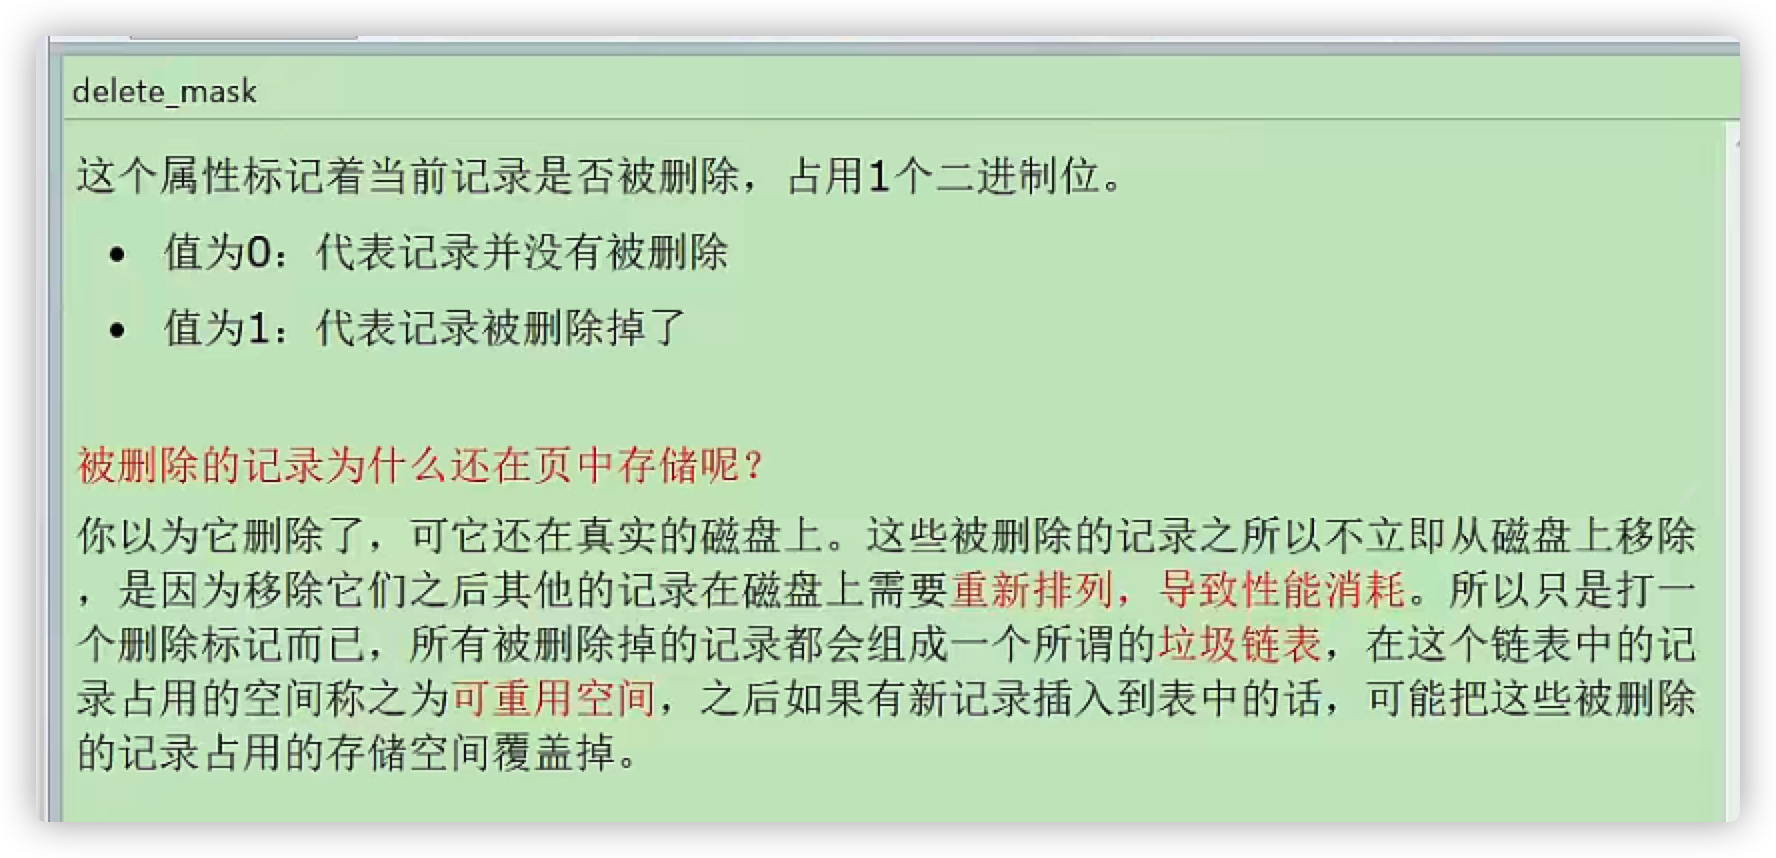 delete_mask
这个属性标记着当前记录是否被删除，占用1个二进制位。
• 值为0：代表记录并没有被删除
• 值为1：代表记录被删除掉了
被删除的记录为什么还在页中存储呢？
你以为它删除了，可它还在真实的磁盘上。这些被删除的记录之所以不立即从磁盘上移除
，是因为移除它们之后其他的记录在磁盘上需要重新排列，导致性能消耗。所以只是打一
个删除标记而已，所有被删除掉的记录都会组成一个所谓的垃圾链表，在这个链表中的记
录占用的空间称之为可重用空间，之后如果有新记录插入到表中的话，可能把这些被删除
的记录占用的存储空间覆盖掉。